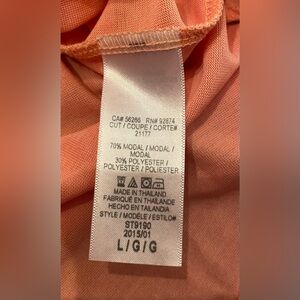 CA# 56266 RN# 92874
CUT / COUPE / CORTE#
21177
70% MODAL / MODAL /
MODAL
30% POLYESTER /
POLYESTER / POLIESTER
MADE IN THAILAND
FABRIQUÉ EN THAILANDE
HECHO EN TAILANDIA
STYLE / MODÈLE / ESTILO#
ST9190
2015/01
L / G / G